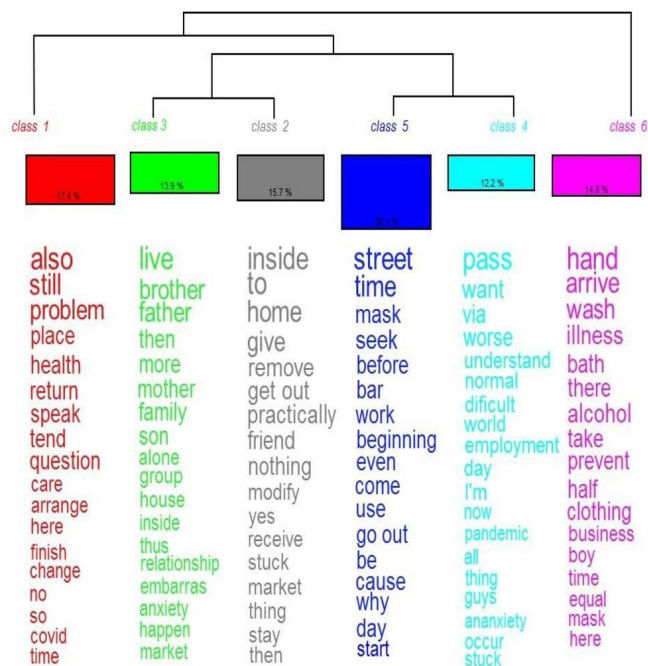 class 1
class 3
class 2
class 5
class 4
class 6
17.4 %
13.9 %
15.7 %
12.2 %
14.8 %
also
still
problem
place
health
return
speak
tend
question
care
arrange
here
finish
change
no
so
covid
time
live
brother
father
then
more
mother
family
son
alone
group
house
inside
thus
relationship
embarras
anxiety
happen
market
inside
to
home
give
remove
get out
practically
friend
nothing
modify
yes
receive
stuck
market
thing
stay
then
street
time
mask
seek
before
bar
work
beginning
even
come
use
go out
be
cause
why
day
start
pass
want
via
worse
understand
normal
dificult
world
employment
day
I'm
now
pandemic
all
thing
guys
ananxiety
occur
stuck
hand
arrive
wash
illness
bath
there
alcohol
take
prevent
half
clothing
business
boy
time
equal
mask
here